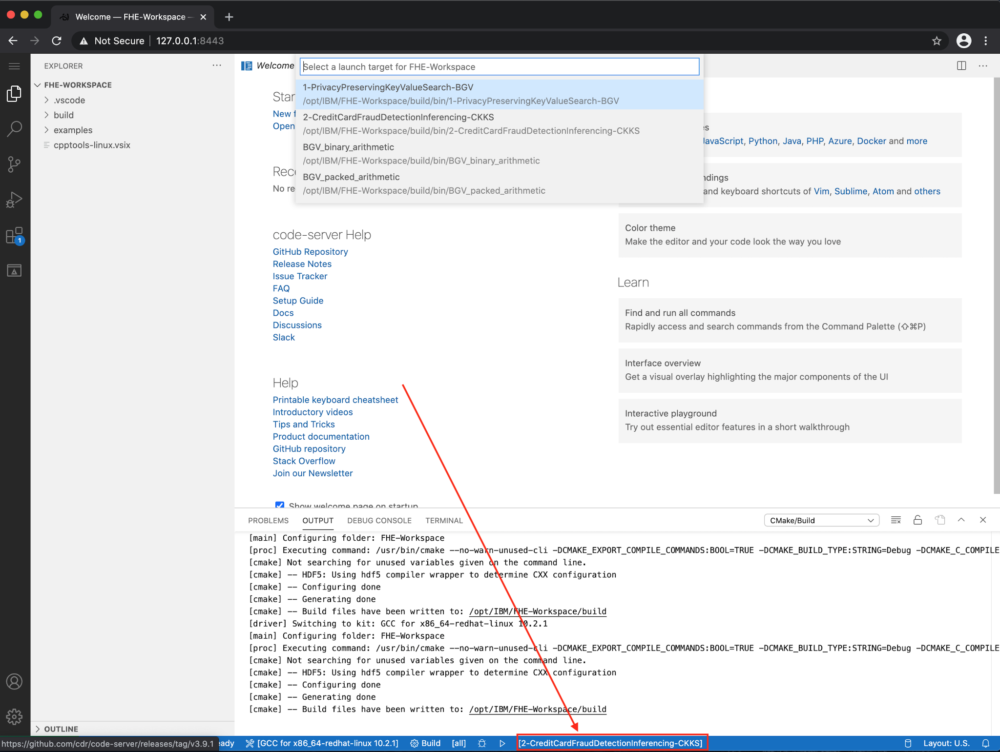 Welcome — FHE-Workspace —
Not Secure | 127.0.0.1:8443
EXPLORER
FHE-WORKSPACE
.vscode
build
examples
cpptools-linux.vsix
1
OUTLINE
Welcome
Select a launch target for FHE-Workspace
1-PrivacyPreservingKeyValueSearch-BGV
/opt/IBM/FHE-Workspace/build/bin/1-PrivacyPreservingKeyValueSearch-BGV
2-CreditCardFraudDetectionInferencing-CKKS
/opt/IBM/FHE-Workspace/build/bin/2-CreditCardFraudDetectionInferencing-CKKS
BGV_binary_arithmetic
/opt/IBM/FHE-Workspace/build/bin/BGV_binary_arithmetic
BGV_packed_arithmetic
/opt/IBM/FHE-Workspace/build/bin/BGV_packed_arithmetic
Star
New f
Open
Rece
No re
code-server Help
GitHub Repository
Release Notes
Issue Tracker
FAQ
Setup Guide
Docs
Discussions
Slack
Help
Printable keyboard cheatsheet
Introductory videos
Tips and Tricks
Product documentation
GitHub repository
Stack Overflow
Join our Newsletter
Show welcome page on startup
es
JavaScript, Python, Java, PHP, Azure, Docker and more
ndings
and keyboard shortcuts of Vim, Sublime, Atom and others
Color theme
Make the editor and your code look the way you love
Learn
Find and run all commands
Rapidly access and search commands from the Command Palette (⇧⌘P)
Interface overview
Get a visual overlay highlighting the major components of the UI
Interactive playground
Try out essential editor features in a short walkthrough
PROBLEMS OUTPUT DEBUG CONSOLE TERMINAL CMake/Build
[main] Configuring folder: FHE-Workspace
[proc] Executing command: /usr/bin/cmake --no-warn-unused-cli -DCMAKE_EXPORT_COMPILE_COMMANDS:BOOL=TRUE -DCMAKE_BUILD_TYPE:STRING=Debug -DCMAKE_C_COMPILE
[cmake] Not searching for unused variables given on the command line.
[cmake] -- HDF5: Using hdf5 compiler wrapper to determine CXX configuration
[cmake] -- Configuring done
[cmake] -- Generating done
[cmake] -- Build files have been written to: /opt/IBM/FHE-Workspace/build
[driver] Switching to kit: GCC for x86_64-redhat-linux 10.2.1
[main] Configuring folder: FHE-Workspace
[proc] Executing command: /usr/bin/cmake --no-warn-unused-cli -DCMAKE_EXPORT_COMPILE_COMMANDS:BOOL=TRUE -DCMAKE_BUILD_TYPE:STRING=Debug -DCMAKE_C_COMPILE
[cmake] Not searching for unused variables given on the command line.
[cmake] -- HDF5: Using hdf5 compiler wrapper to determine CXX configuration
[cmake] -- Configuring done
[cmake] -- Generating done
[cmake] -- Build files have been written to: /opt/IBM/FHE-Workspace/build
https://github.com/cdr/code-server/releases/tag/v3.9.1 eady [GCC for x86_64-redhat-linux 10.2.1] Build [all] [2-CreditCardFraudDetectionInferencing-CKKS] Layout: U.S.